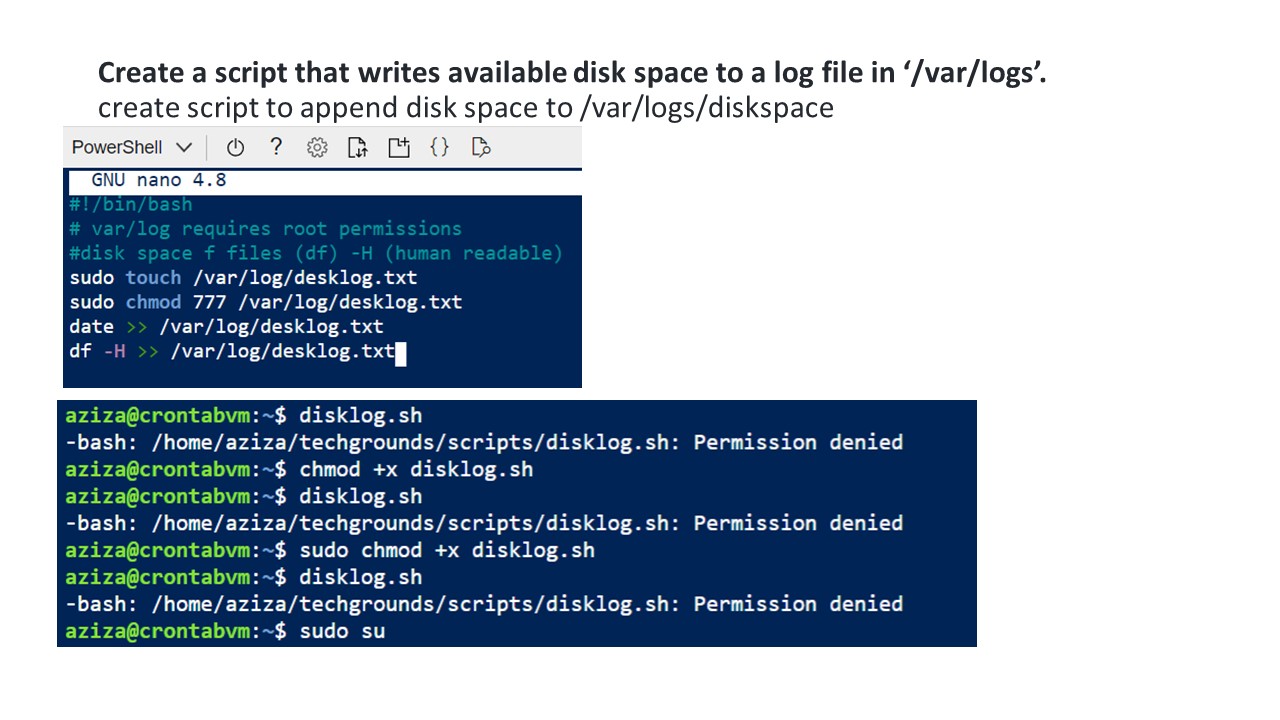 Create a script that writes available disk space to a log file in ‘/var/logs’.
create script to append disk space to /var/logs/diskspace
PowerShell ? {}
GNU nano 4.8
#!/bin/bash
# var/log requires root permissions
#disk space f files (df) -H (human readable)
sudo touch /var/log/desklog.txt
sudo chmod 777 /var/log/desklog.txt
date >> /var/log/desklog.txt
df -H >> /var/log/desklog.txt
aziza@crontabvm:~$ disklog.sh
-bash: /home/aziza/techgrounds/scripts/disklog.sh: Permission denied
aziza@crontabvm:~$ chmod +x disklog.sh
aziza@crontabvm:~$ disklog.sh
-bash: /home/aziza/techgrounds/scripts/disklog.sh: Permission denied
aziza@crontabvm:~$ sudo chmod +x disklog.sh
aziza@crontabvm:~$ disklog.sh
-bash: /home/aziza/techgrounds/scripts/disklog.sh: Permission denied
aziza@crontabvm:~$ sudo su